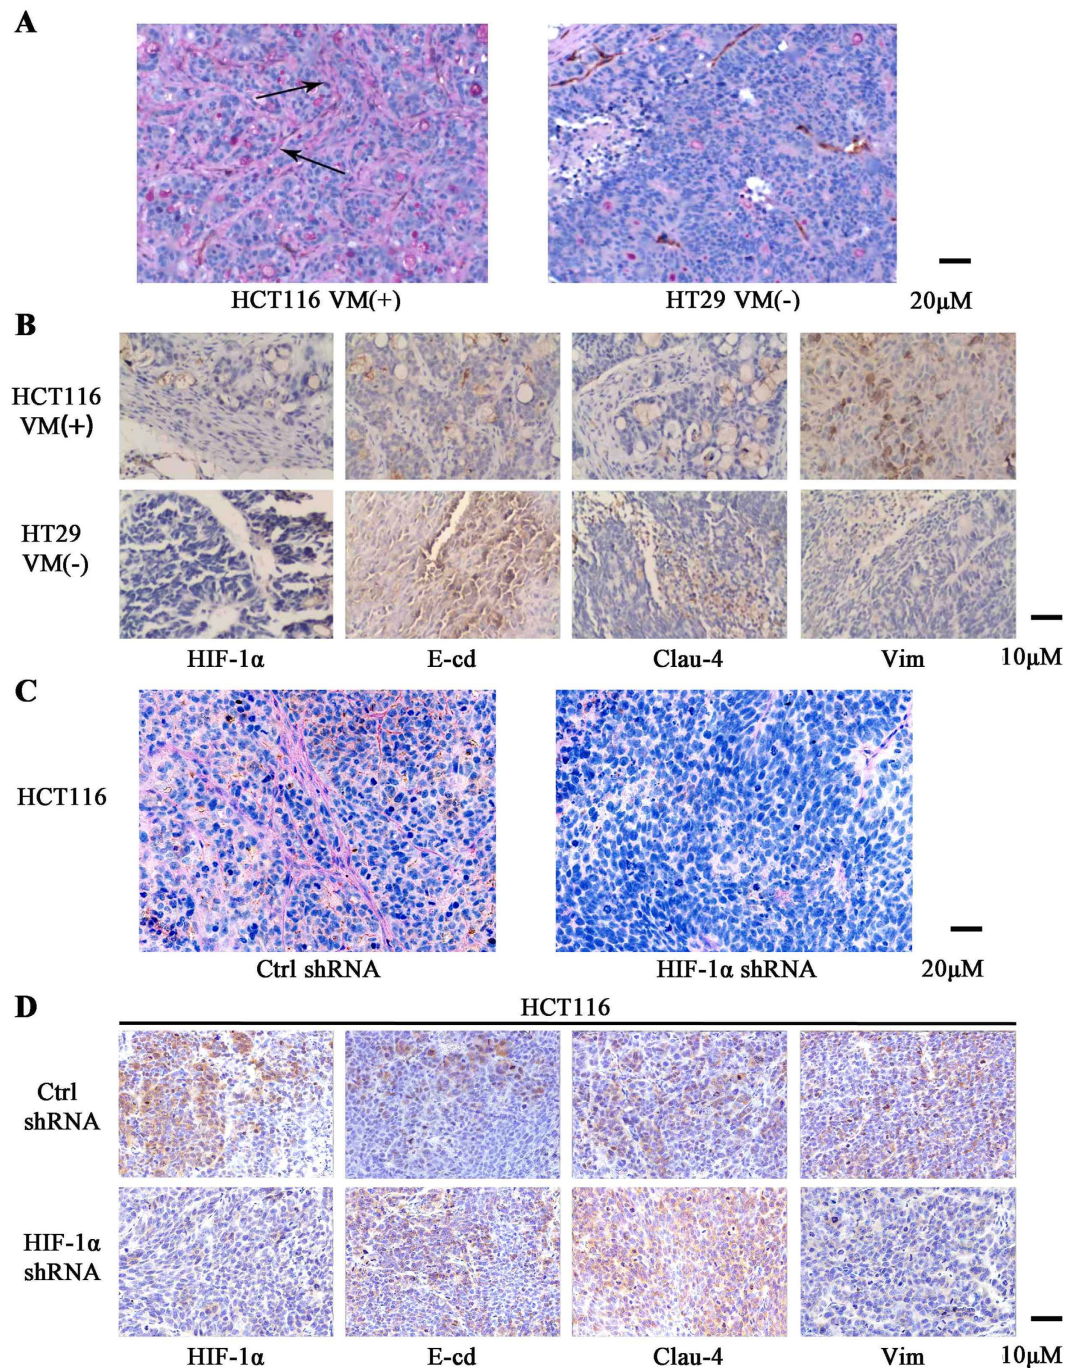 A
HCT116 VM(+)
HT29 VM(-)
20μM
B
HCT116
VM(+)
HT29
VM(-)
HIF-1α
E-cd
Clau-4
Vim
10μM
C
HCT116
Ctrl shRNA
HIF-1α shRNA
20μM
D
HCT116
Ctrl
shRNA
HIF-1α
shRNA
HIF-1α
E-cd
Clau-4
Vim
10μM